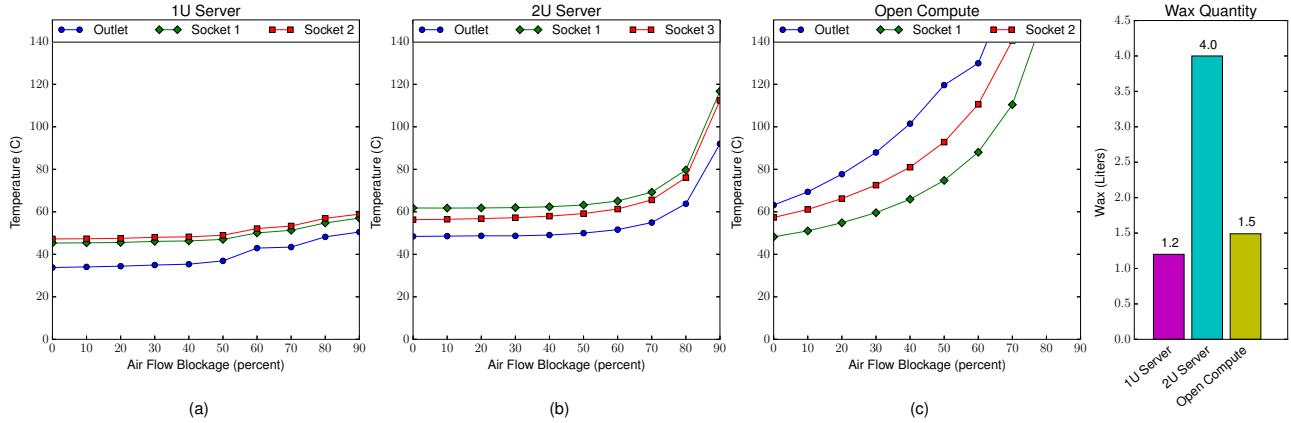 1U Server
Outlet Socket 1 Socket 2
Temperature (C)
140
120
100
80
60
40
20
0
0 10 20 30 40 50 60 70 80 90
Air Flow Blockage (percent)
(a)
2U Server
Outlet Socket 1 Socket 3
Temperature (C)
140
120
100
80
60
40
20
0
0 10 20 30 40 50 60 70 80 90
Air Flow Blockage (percent)
(b)
Open Compute
Outlet Socket 1 Socket 2
Temperature (C)
140
120
100
80
60
40
20
0
0 10 20 30 40 50 60 70 80 90
Air Flow Blockage (percent)
(c)
Wax Quantity
Wax (Liters)
4.5
4.0
3.5
3.0
2.5
2.0
1.5
1.0
0.5
0.0
1.2
4.0
1.5
1U Server
2U Server
Open Compute